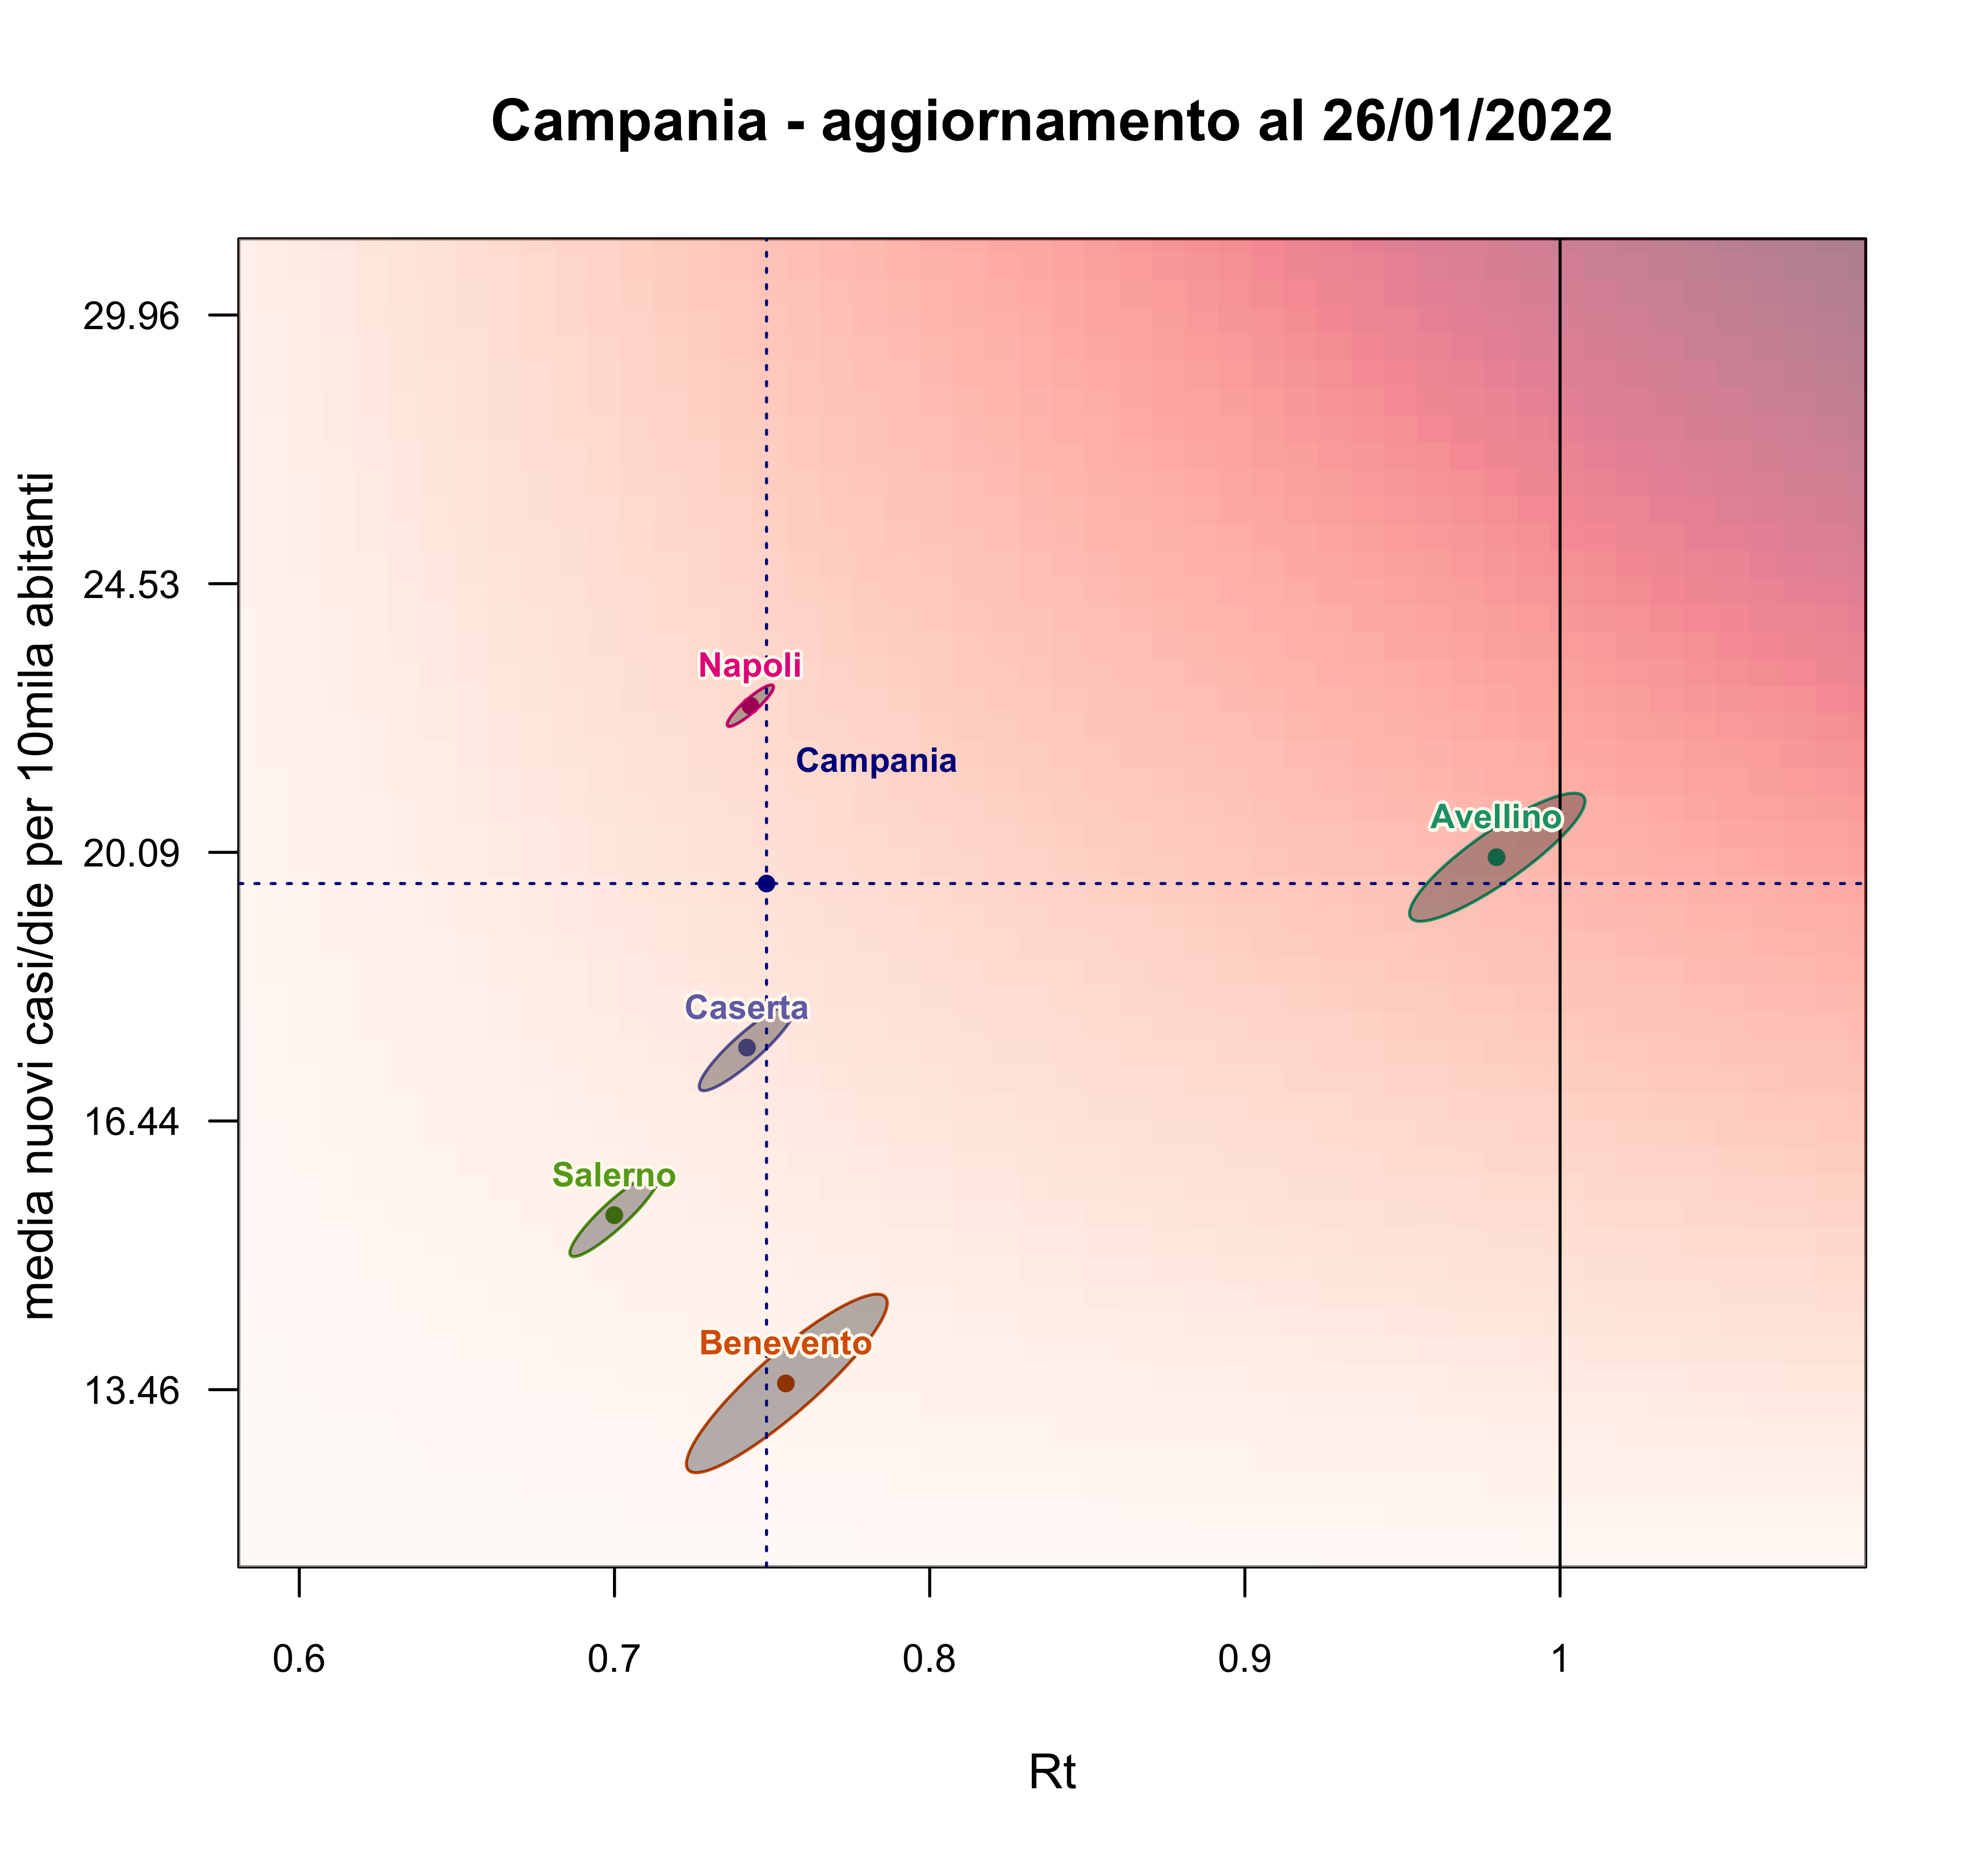 Campania - aggiornamento al 26/01/2022
media nuovi casi/die per 10mila abitanti
29.96
24.53
20.09
16.44
13.46
Napoli
Campania
Avellino
Caserta
Salerno
Benevento
0.6
0.7
0.8
0.9
1
Rt